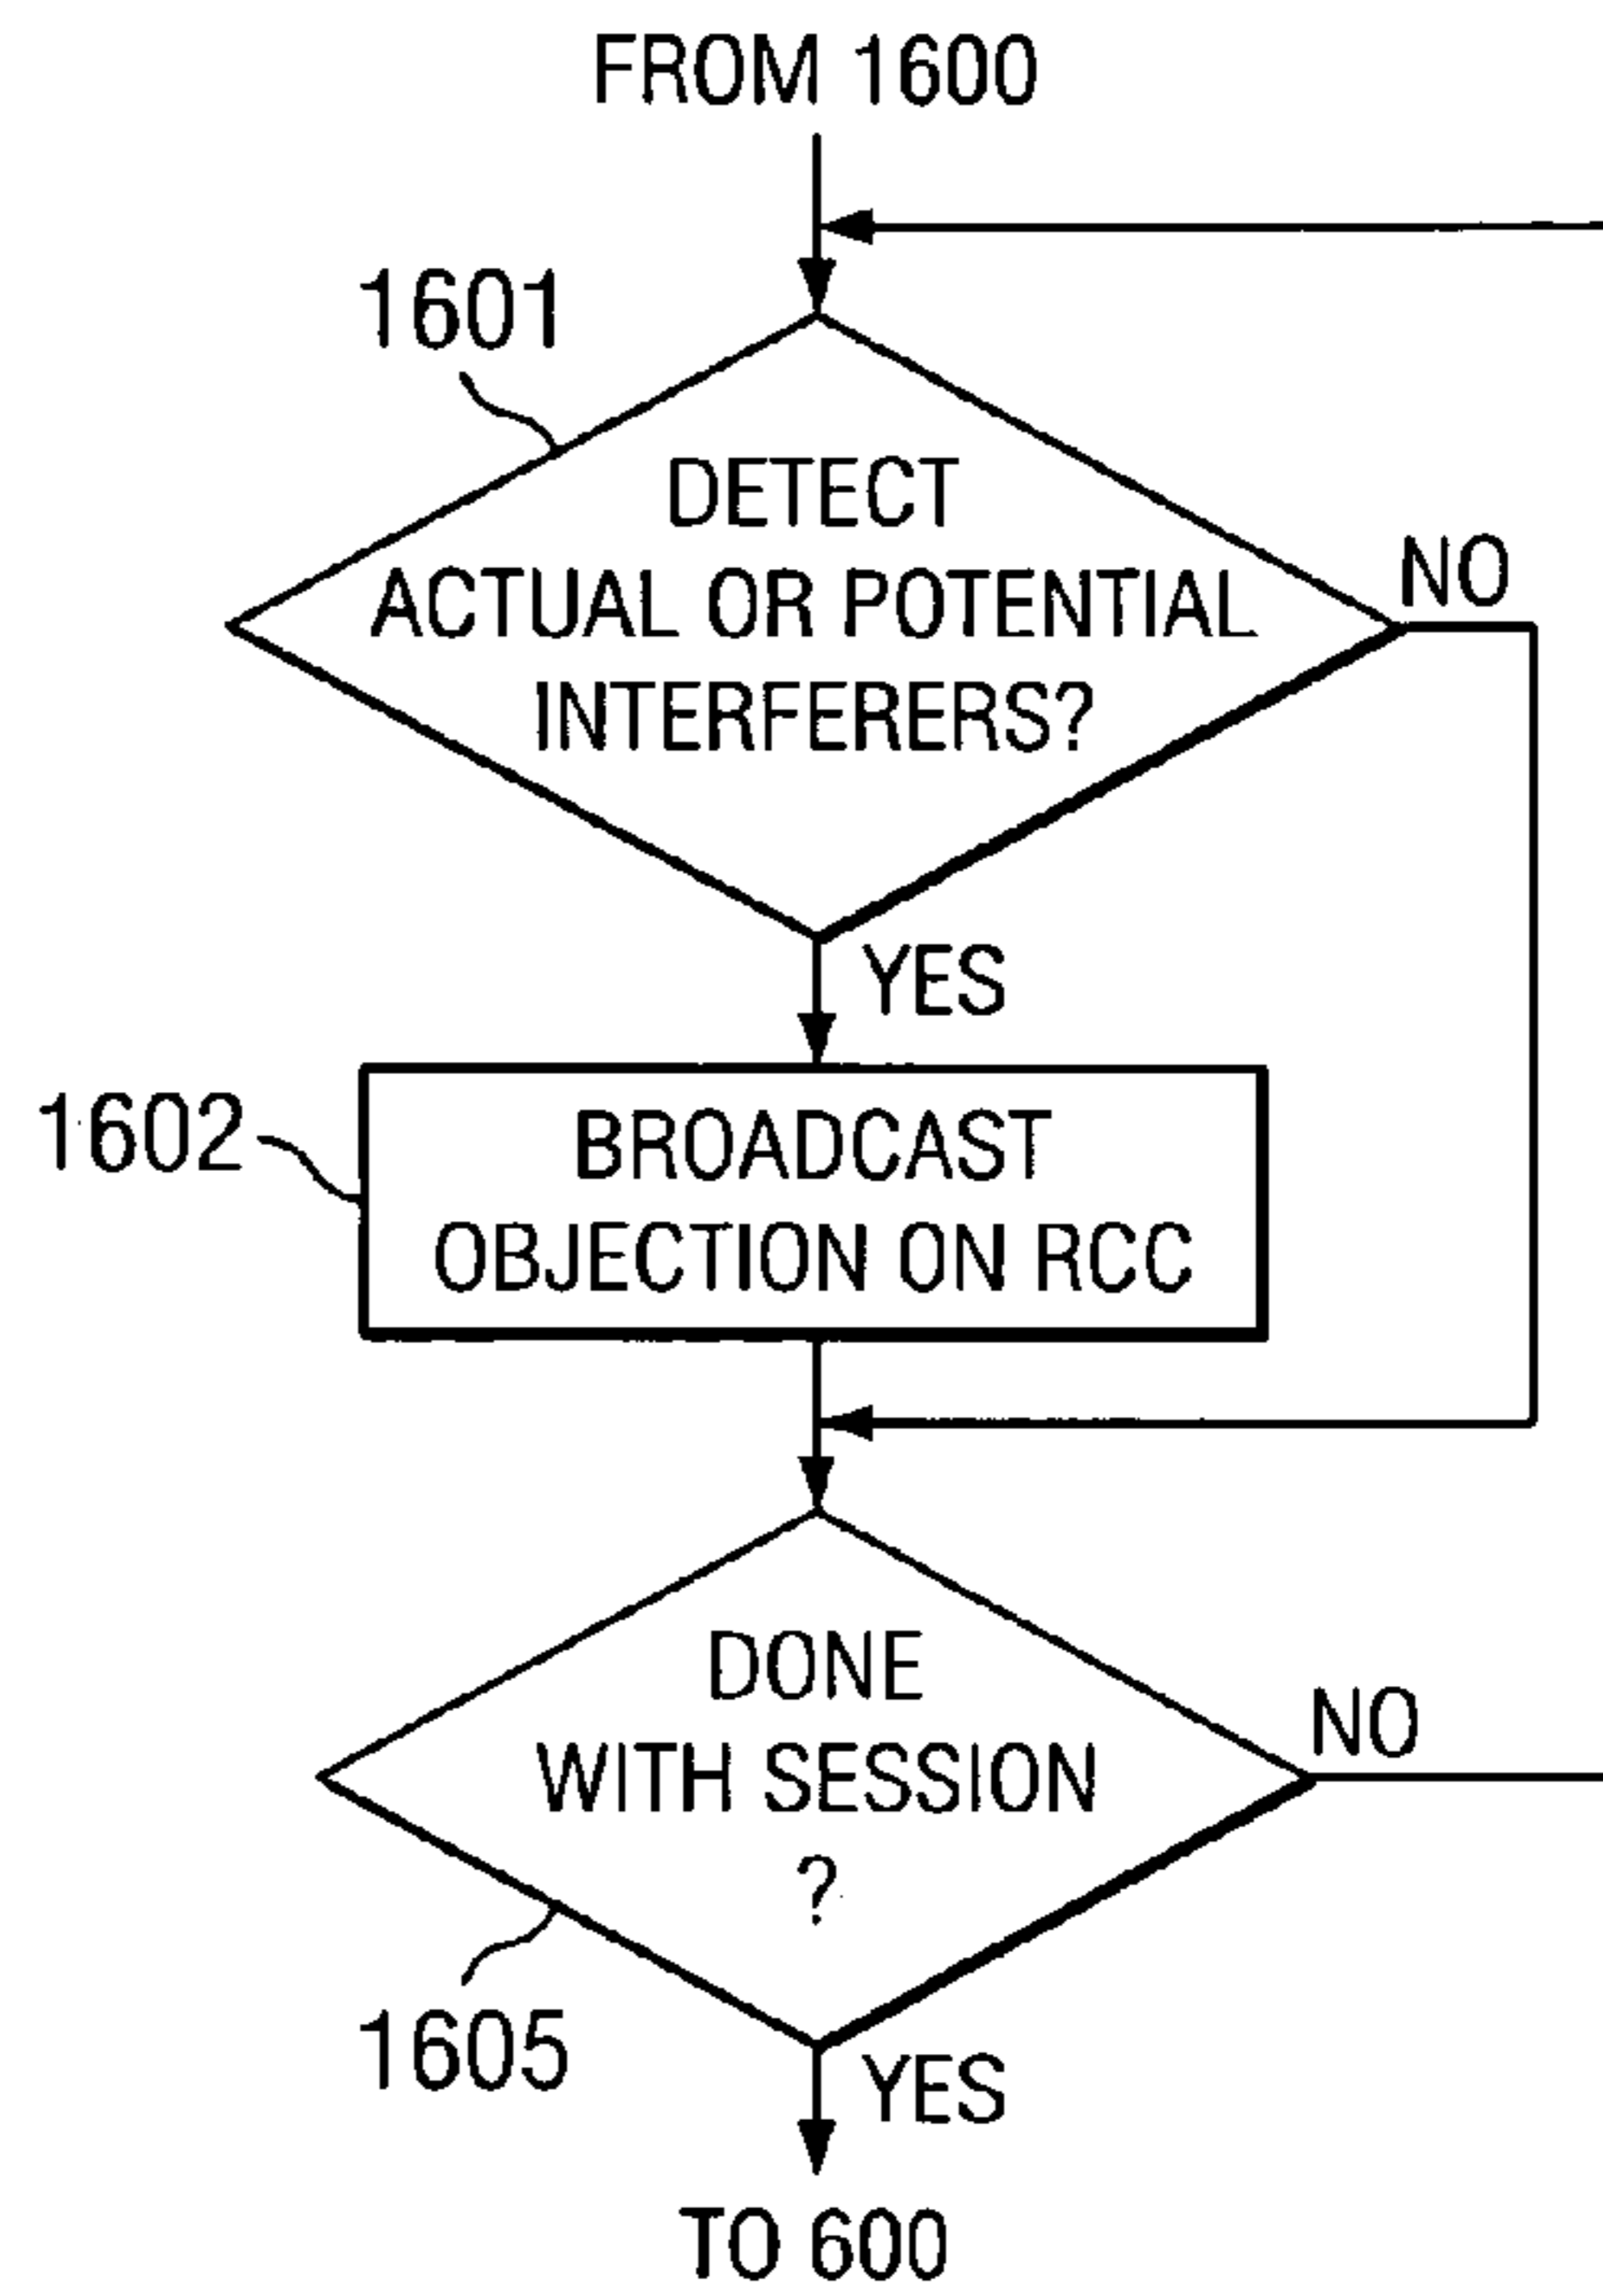 FROM 1600
1601
DETECT
ACTUAL OR POTENTIAL
INTERFERERS?
NO
YES
1602
BROADCAST
OBJECTION ON RCC
DONE
WITH SESSION
?
NO
1605
YES
TO 600